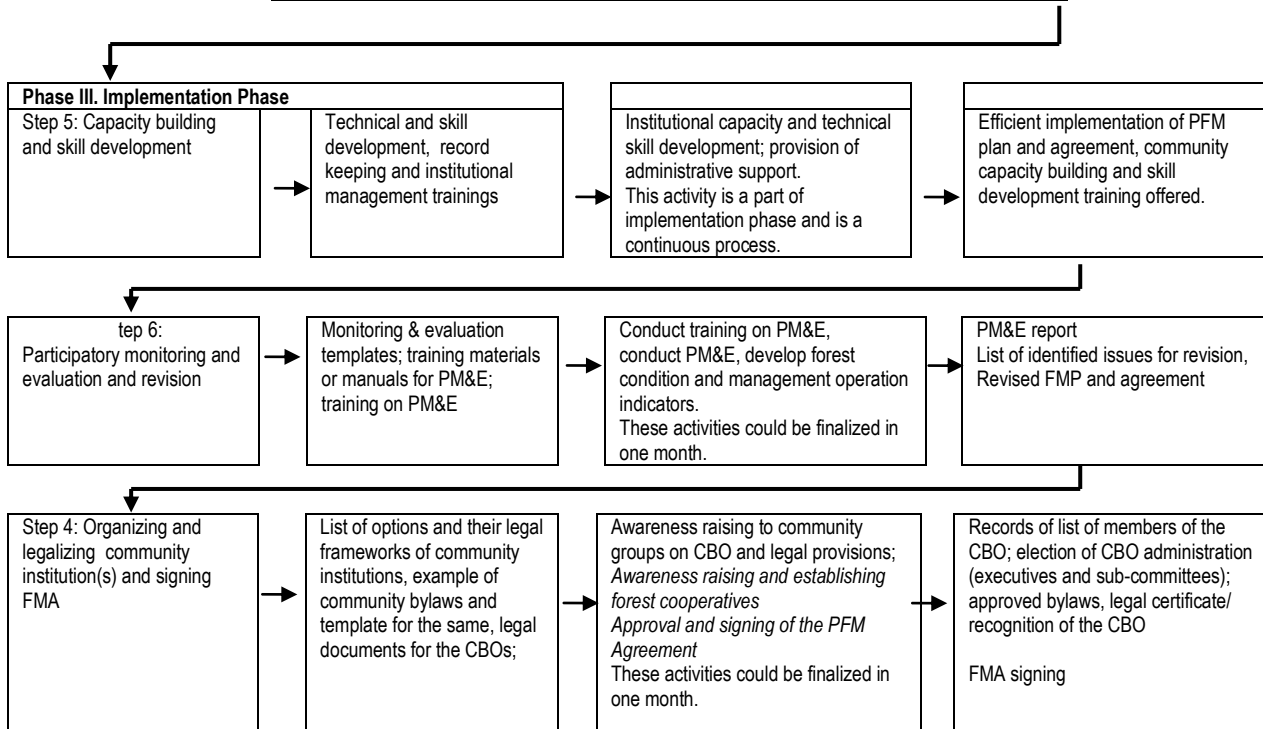 Phase III. Implementation Phase
Step 5: Capacity building
and skill development
Technical and skill
development, record
keeping and institutional
management trainings
Institutional capacity and technical
skill development; provision of
administrative support.
This activity is a part of
implementation phase and is a
continuous process.
Efficient implementation of PFM
plan and agreement, community
capacity building and skill
development training offered.
tep 6:
Participatory monitoring and
evaluation and revision
Monitoring & evaluation
templates; training materials
or manuals for PM&E;
training on PM&E
Conduct training on PM&E,
conduct PM&E, develop forest
condition and management operation
indicators.
These activities could be finalized in
one month.
PM&E report
List of identified issues for revision,
Revised FMP and agreement
Step 4: Organizing and
legalizing community
institution(s) and signing
FMA
List of options and their legal
frameworks of community
institutions, example of
community bylaws and
template for the same, legal
documents for the CBOs;
Awareness raising to community
groups on CBO and legal provisions;
Awareness raising and establishing
forest cooperatives
Approval and signing of the PFM
Agreement
These activities could be finalized in
one month.
Records of list of members of the
CBO; election of CBO administration
(executives and sub-committees);
approved bylaws, legal certificate/
recognition of the CBO
FMA signing